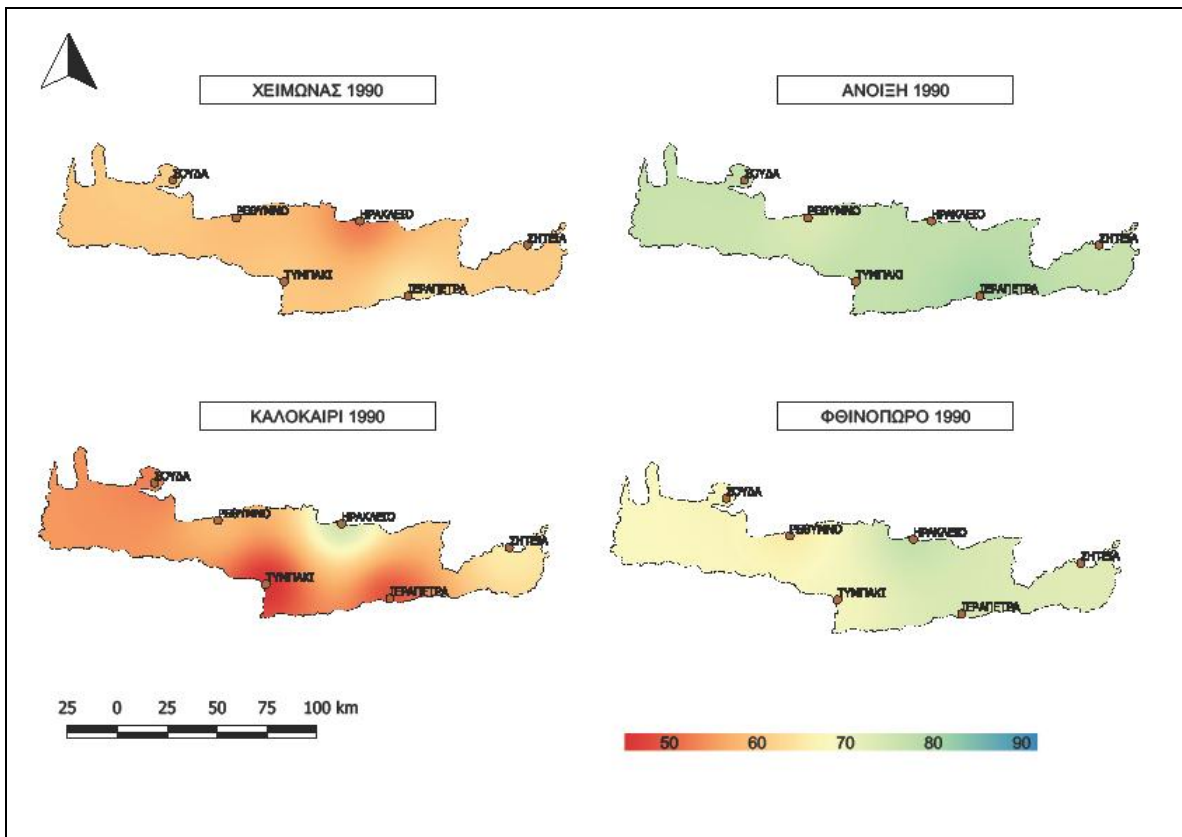 ΧΕΙΜΩΝΑΣ 1990
ΑΝΟΙΞΗ 1990
ΣΟΥΔΑ
ΡΕΘΥΜΝΟ
ΗΡΑΚΛΕΙΟ
ΣΗΤΕΙΑ
ΤΥΜΠΑΚΙ
ΙΕΡΑΠΕΤΡΑ
ΣΟΥΔΑ
ΡΕΘΥΜΝΟ
ΗΡΑΚΛΕΙΟ
ΣΗΤΕΙΑ
ΤΥΜΠΑΚΙ
ΙΕΡΑΠΕΤΡΑ
ΚΑΛΟΚΑΙΡΙ 1990
ΦΘΙΝΟΠΩΡΟ 1990
ΣΟΥΔΑ
ΡΕΘΥΜΝΟ
ΗΡΑΚΛΕΙΟ
ΣΗΤΕΙΑ
ΤΥΜΠΑΚΙ
ΙΕΡΑΠΕΤΡΑ
ΣΟΥΔΑ
ΡΕΘΥΜΝΟ
ΗΡΑΚΛΕΙΟ
ΣΗΤΕΙΑ
ΤΥΜΠΑΚΙ
ΙΕΡΑΠΕΤΡΑ
25 0 25 50 75 100 km
50 60 70 80 90